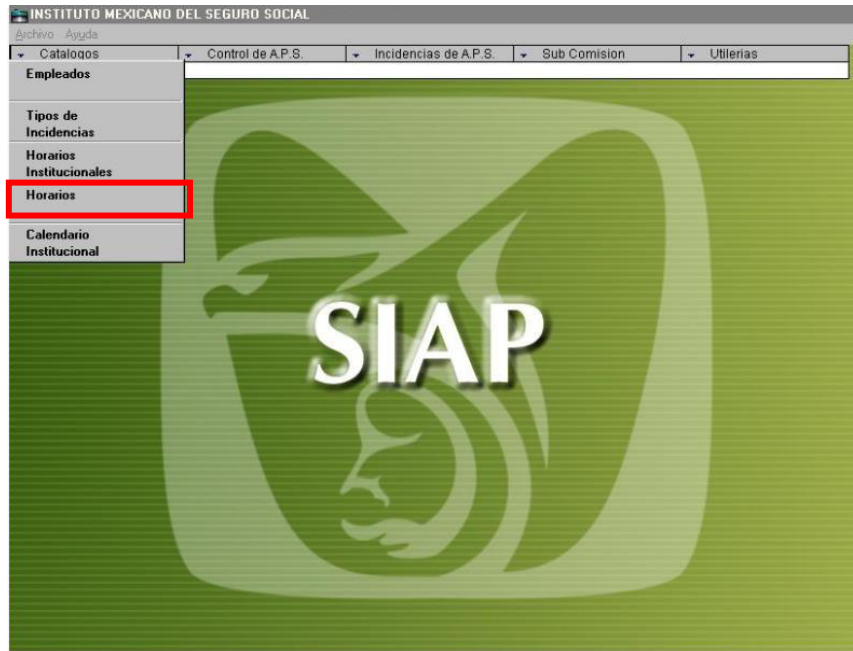 INSTITUTO MEXICANO DEL SEGURO SOCIAL
Archivo Ayuda
Catalogos Control de A.P.S. Incidencias de A.P.S. Sub Comision Utilerias
Empleados
Tipos de
Incidencias
Horarios
Institucionales
Horarios
Calendario
Institucional
SIAP